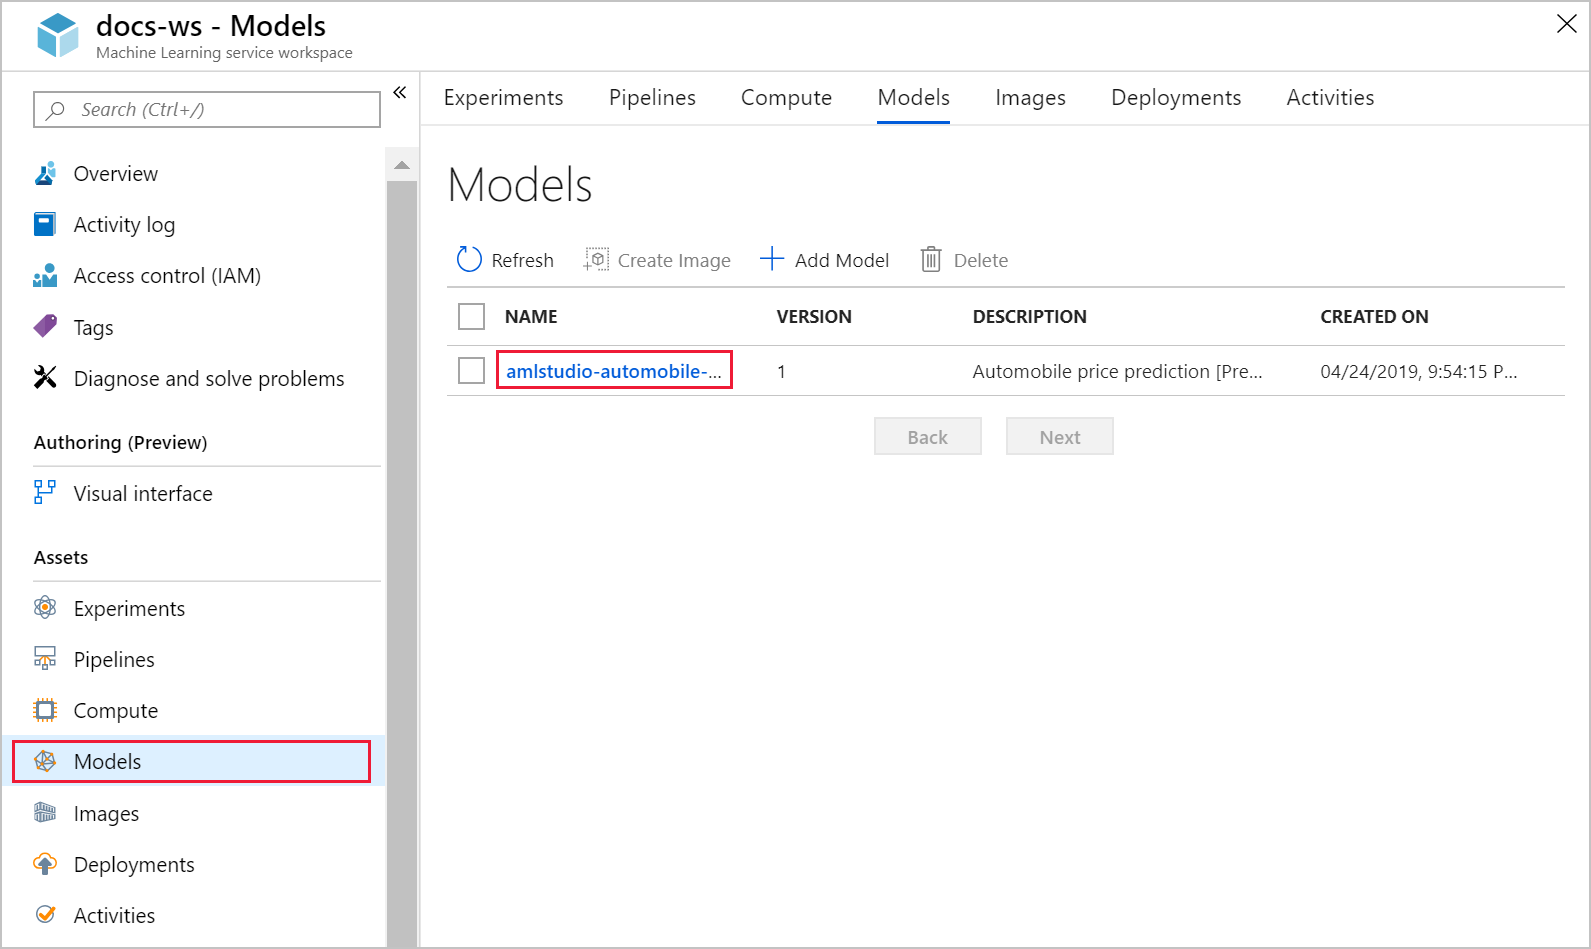 docs-ws - Models
Machine Learning service workspace
Search (Ctrl+/)
«
Overview
Activity log
Access control (IAM)
Tags
Diagnose and solve problems
Authoring (Preview)
Visual interface
Assets
Experiments
Pipelines
Compute
Models
Images
Deployments
Activities
Experiments Pipelines Compute Models Images Deployments Activities
Models
Refresh Create Image Add Model Delete
NAME VERSION DESCRIPTION CREATED ON
amlstudio-automobile-... 1 Automobile price prediction [Pre... 04/24/2019, 9:54:15 P...
Back Next